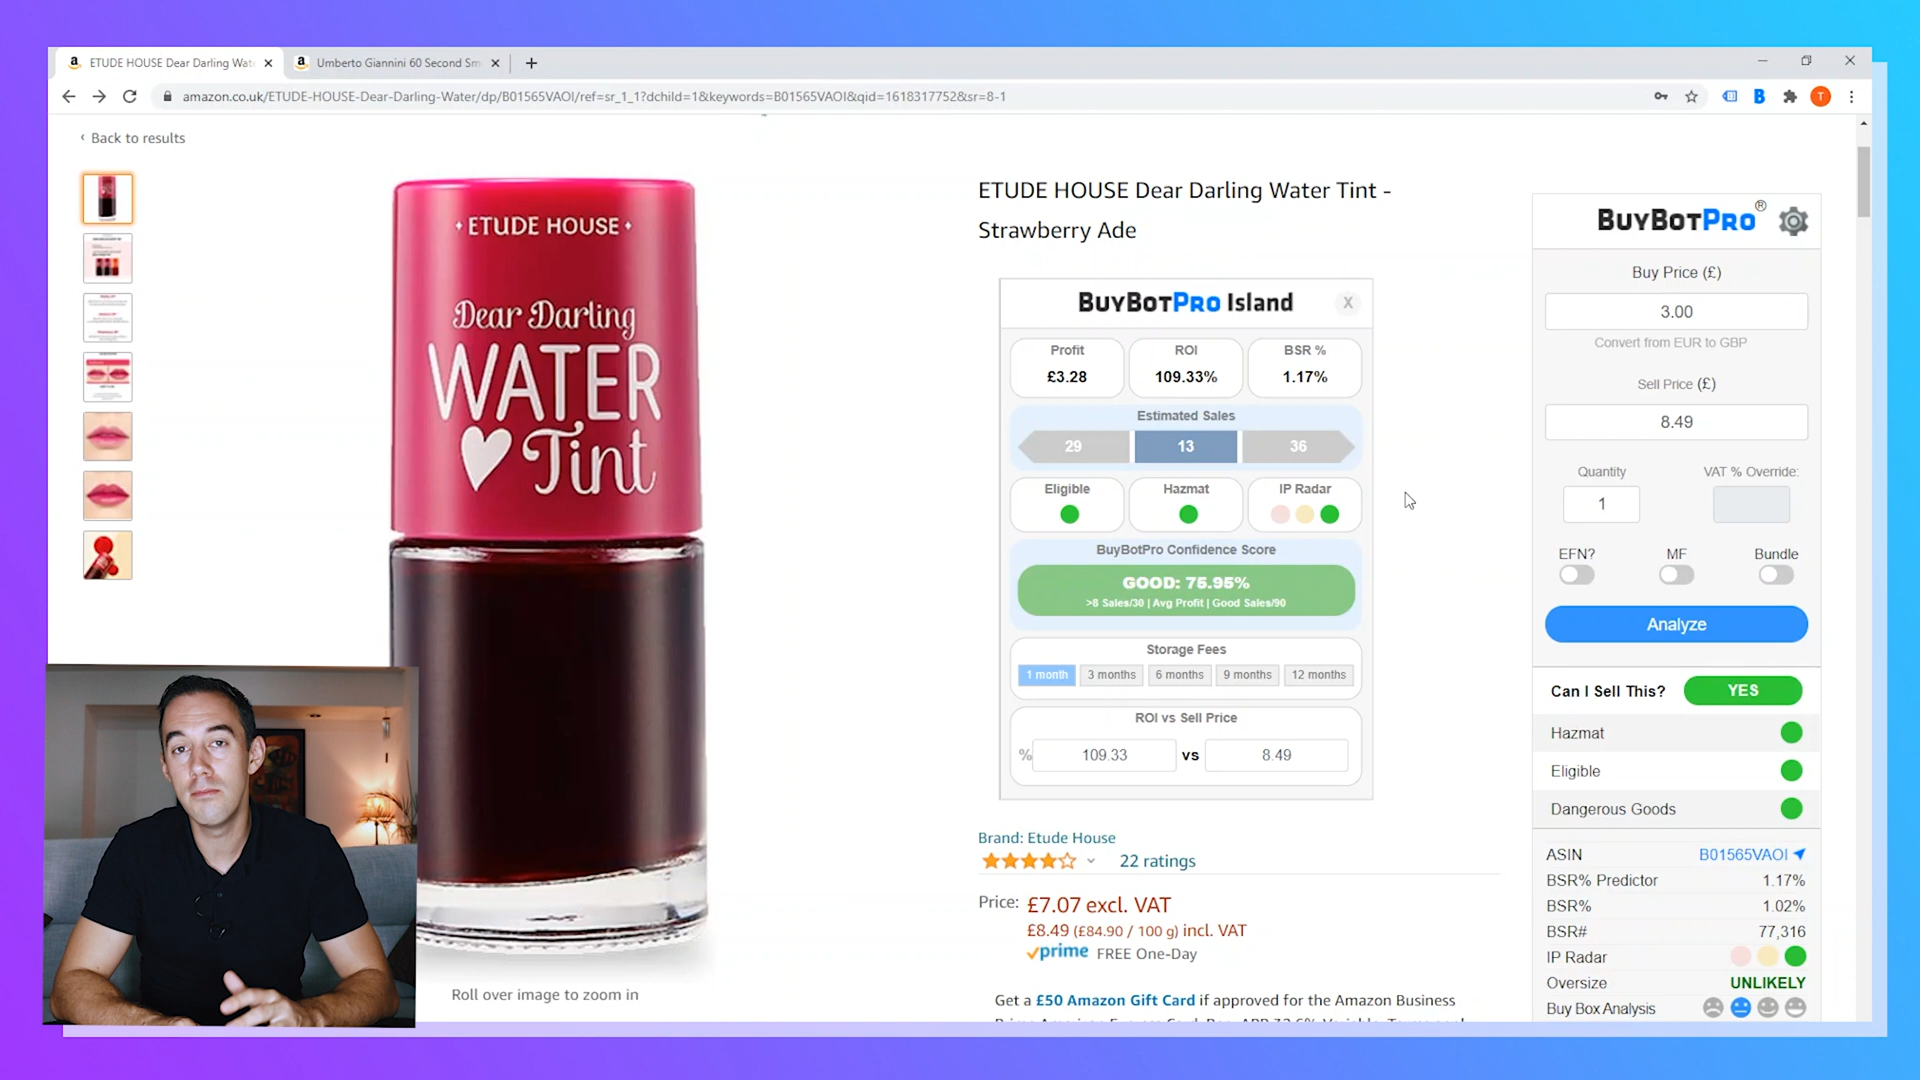 ETUDE HOUSE Dear Darling Wat
Umberto Giannini 60 Second Sm
amazon.co.uk/ETUDE-HOUSE-Dear-Darling-Water/dp/B01565VAOI/ref=sr_1_1?dchild=1&keywords=B01565VAOI&qid=1618317752&sr=8-1
T
Back to results
ETUDE HOUSE
Dear Darling
WATER
Tint
Roll over image to zoom in
ETUDE HOUSE Dear Darling Water Tint -
Strawberry Ade
BUYBOTPRO Island
X
Profit
£3.28
ROI
109.33%
BSR %
1.17%
Estimated Sales
29
13
36
Eligible
Hazmat
IP Radar
BuyBotPro Confidence Score
GOOD: 75.95%
>8 Sales/30 | Avg Profit | Good Sales/90
Storage Fees
1 month
3 months
6 months
9 months
12 months
ROI vs Sell Price
% 109.33 vs 8.49
Brand: Etude House
22 ratings
Price: £7.07 excl. VAT
£8.49 (£84.90 / 100 g) incl. VAT
prime FREE One-Day
Get a £50 Amazon Gift Card if approved for the Amazon Business
BUYBOTPRO®
Buy Price (£)
3.00
Convert from EUR to GBP
Sell Price (£)
8.49
Quantity
1
VAT % Override:
EFN?
MF
Bundle
Analyze
Can I Sell This? YES
Hazmat
Eligible
Dangerous Goods
ASIN B01565VAOI
BSR% Predictor 1.17%
BSR% 1.02%
BSR# 77,316
IP Radar
Oversize UNLIKELY
Buy Box Analysis